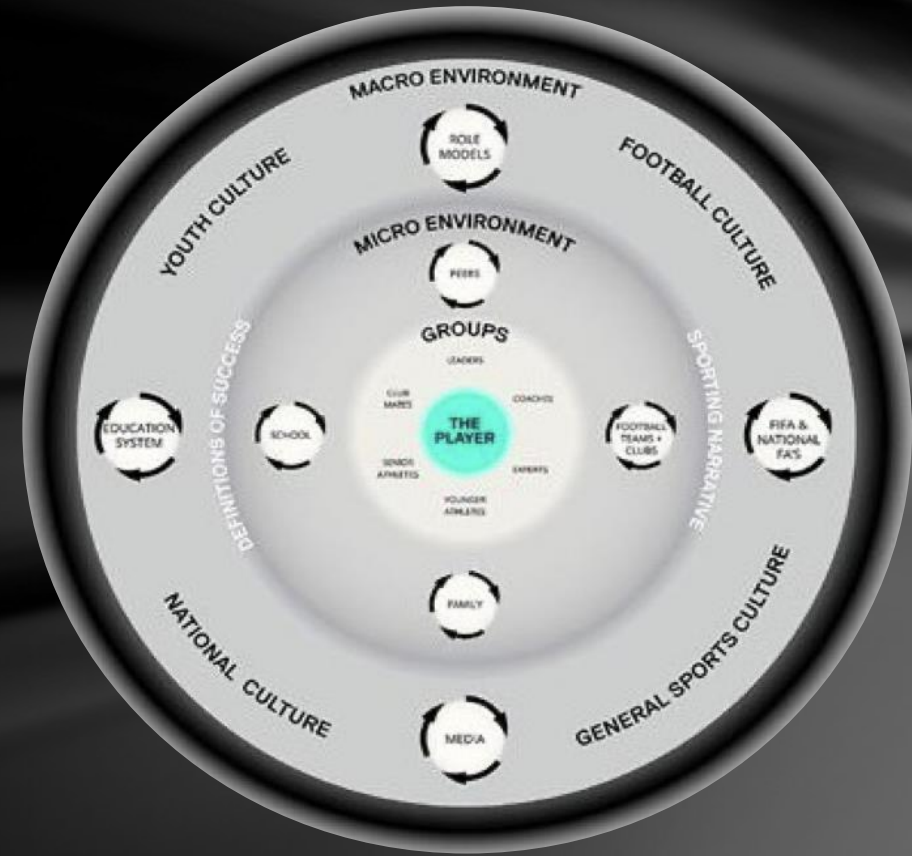 MACRO ENVIRONMENT
ROLE
MODELS
YOUTH CULTURE
FOOTBALL CULTURE
MICRO ENVIRONMENT
PEERS
GROUPS
LEADERS
CLUB
MATES
COACHES
THE
PLAYER
SENIOR
ATHLETES
EXPERTS
YOUNGER
ATHLETES
DEFINITIONS OF SUCCESS
SPORTING NARRATIVE
EDUCATION
SYSTEM
SCHOOL
FOOTBALL
TEAMS +
CLUBS
FIFA &
NATIONAL
FA'S
FAMILY
NATIONAL CULTURE
GENERAL SPORTS CULTURE
MEDIA